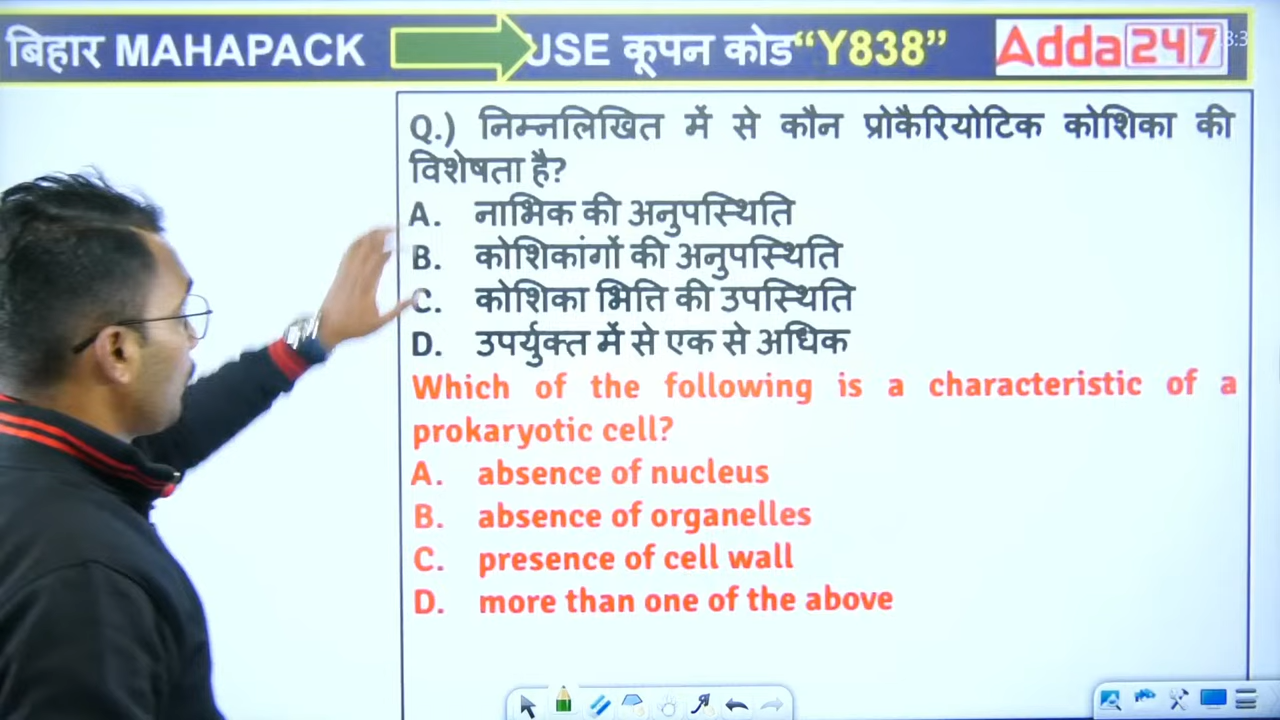 बिहार MAHAPACK USE कूपन कोड“Y838” Adda247
Q.) निम्नलिखित में से कौन प्रोकैरियोटिक कोशिका की
विशेषता है?
A. नाभिक की अनुपस्थिति
B. कोशिकांगों की अनुपस्थिति
C. कोशिका भित्ति की उपस्थिति
D. उपर्युक्त में से एक से अधिक
Which of the following is a characteristic of a
prokaryotic cell?
A. absence of nucleus
B. absence of organelles
C. presence of cell wall
D. more than one of the above